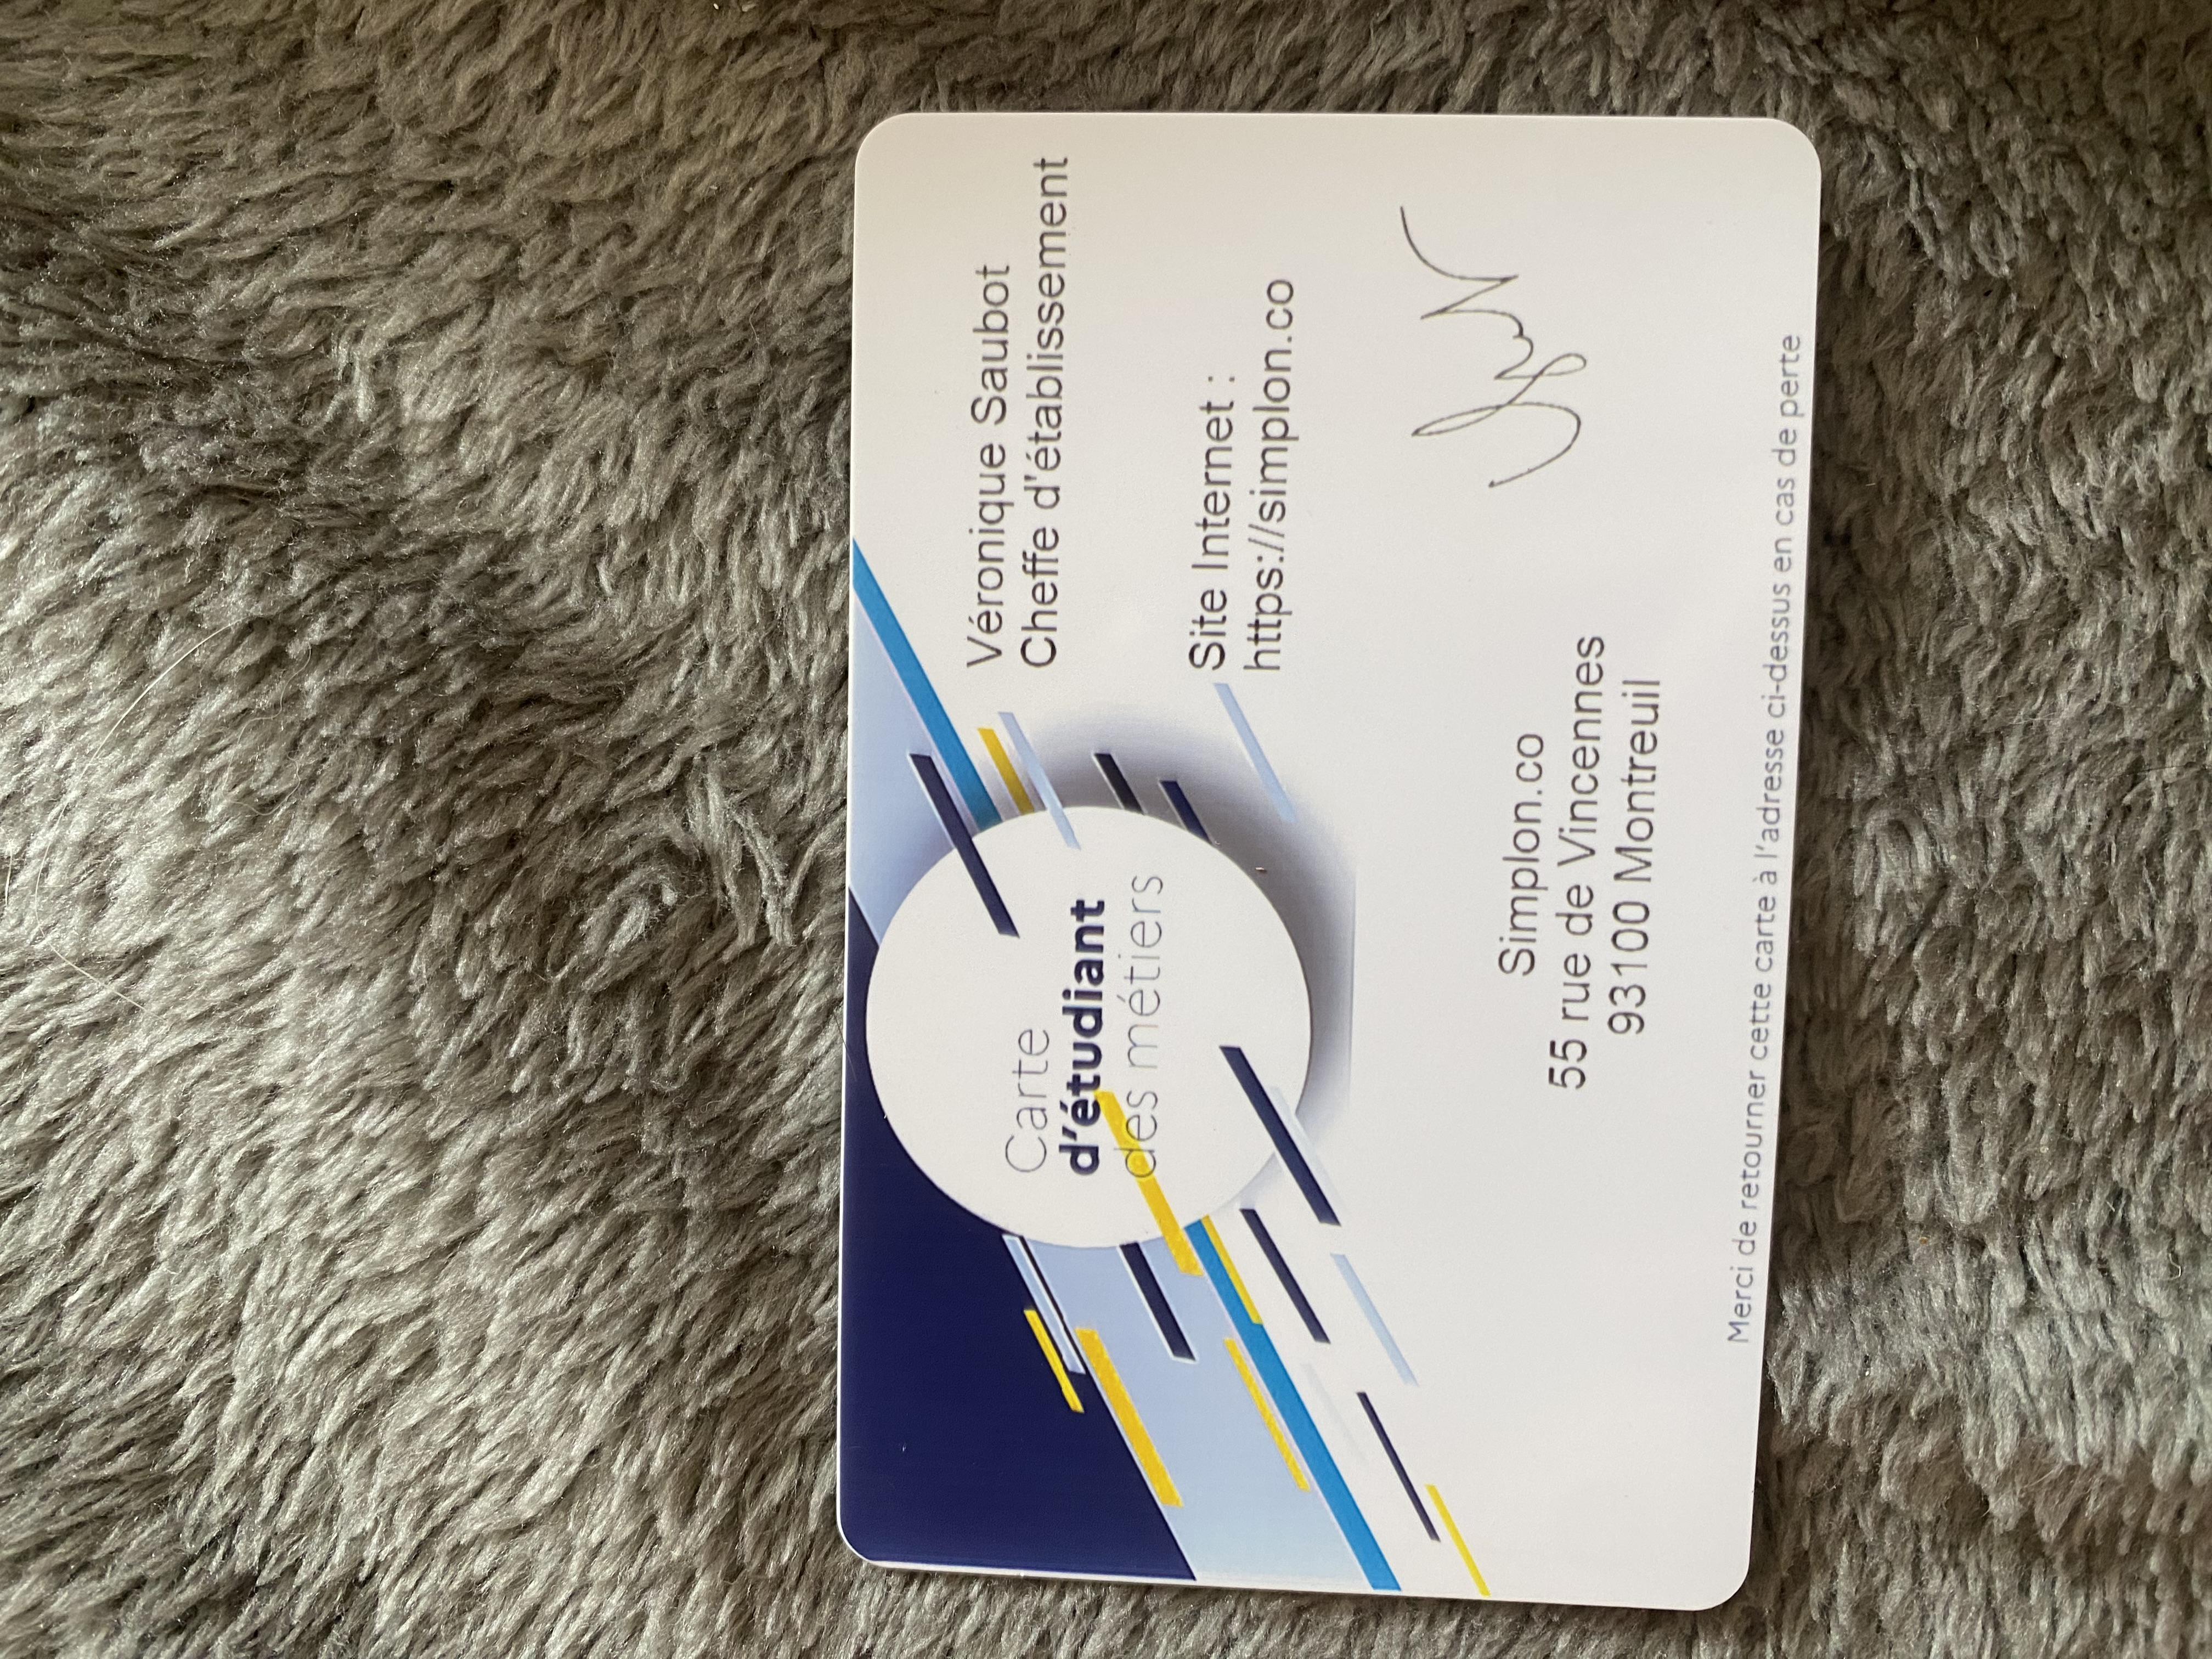 Carte
d'étudiant
des métiers
Véronique Saubot
Cheffe d'établissement
Site Internet :
https://simplon.co
Simplon.co
55 rue de Vincennes
93100 Montreuil
Merci de retourner cette carte à l'adresse ci-dessus en cas de perte